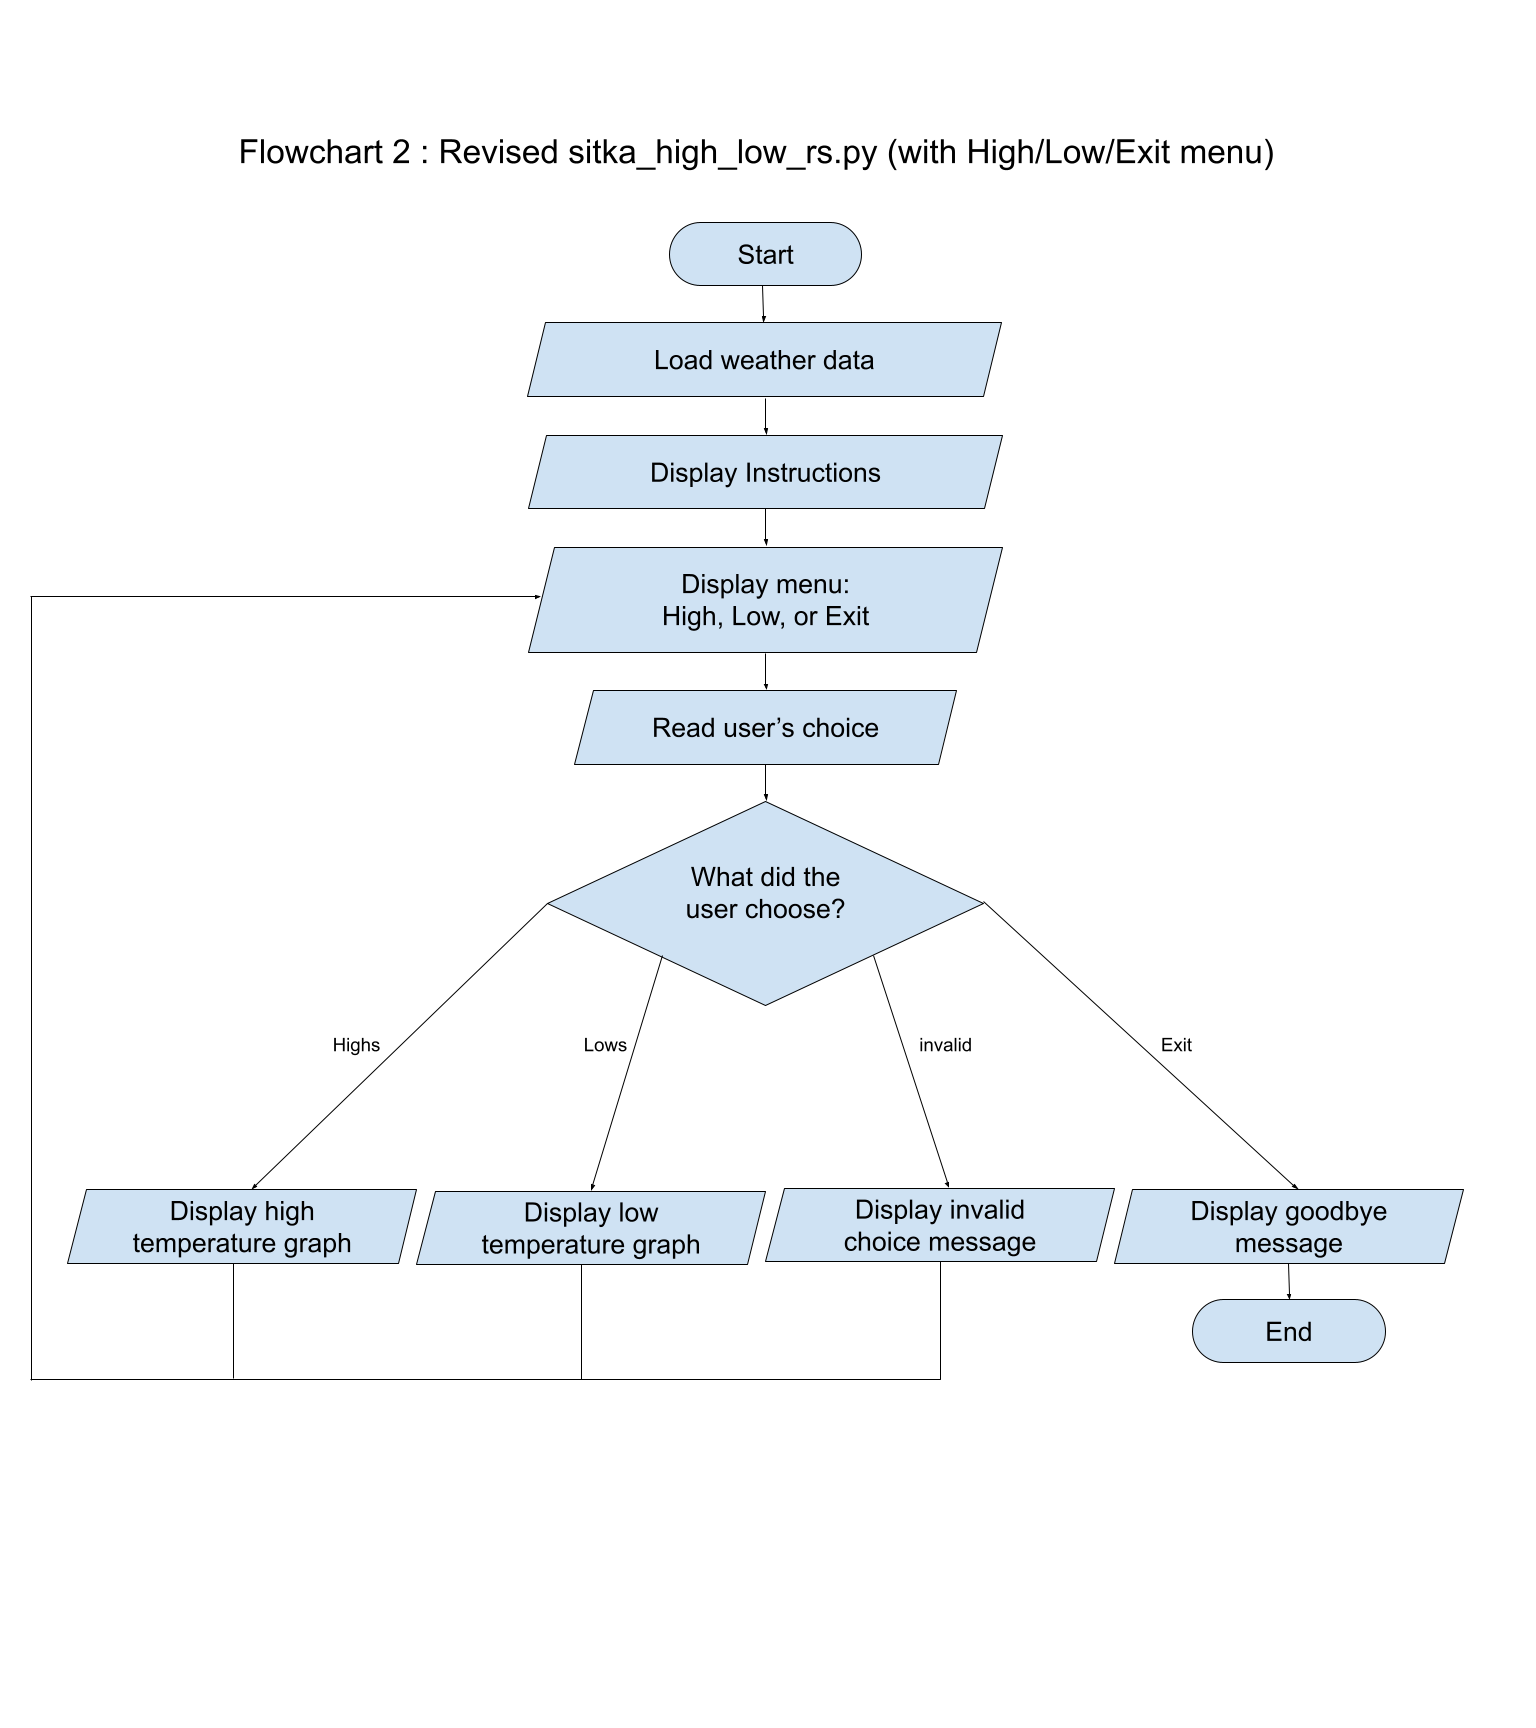 Flowchart 2 : Revised sitka_high_low_rs.py (with High/Low/Exit menu)
Start
Load weather data
Display Instructions
Display menu:
High, Low, or Exit
Read user’s choice
What did the
user choose?
Highs
Lows
invalid
Exit
Display high
temperature graph
Display low
temperature graph
Display invalid
choice message
Display goodbye
message
End